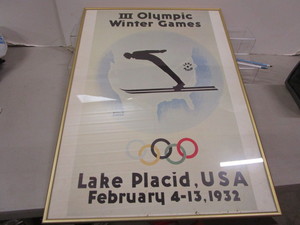 III Olympic
Winter Games
Lake Placid, USA
February 4-13, 1932